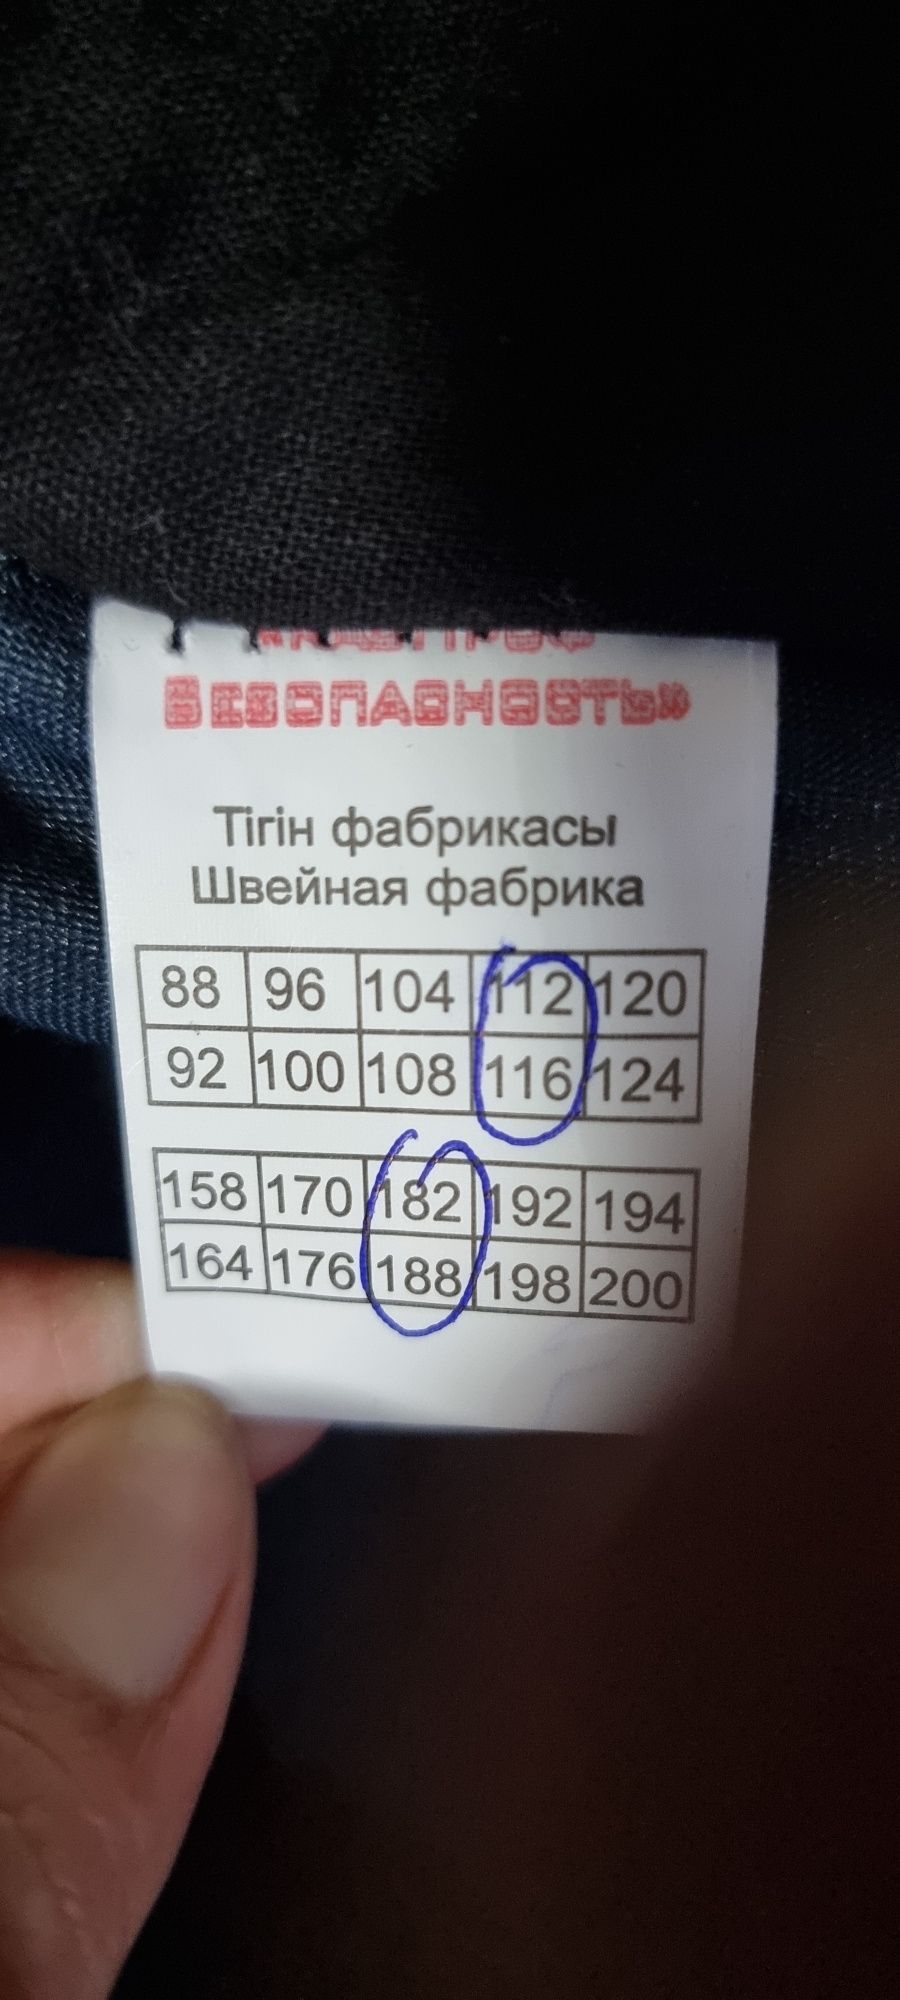 Безопасность»
Тігін фабрикасы
Швейная фабрика
88 96 104 112 120
92 100 108 116 124
158 170 182 192 194
164 176 188 198 200